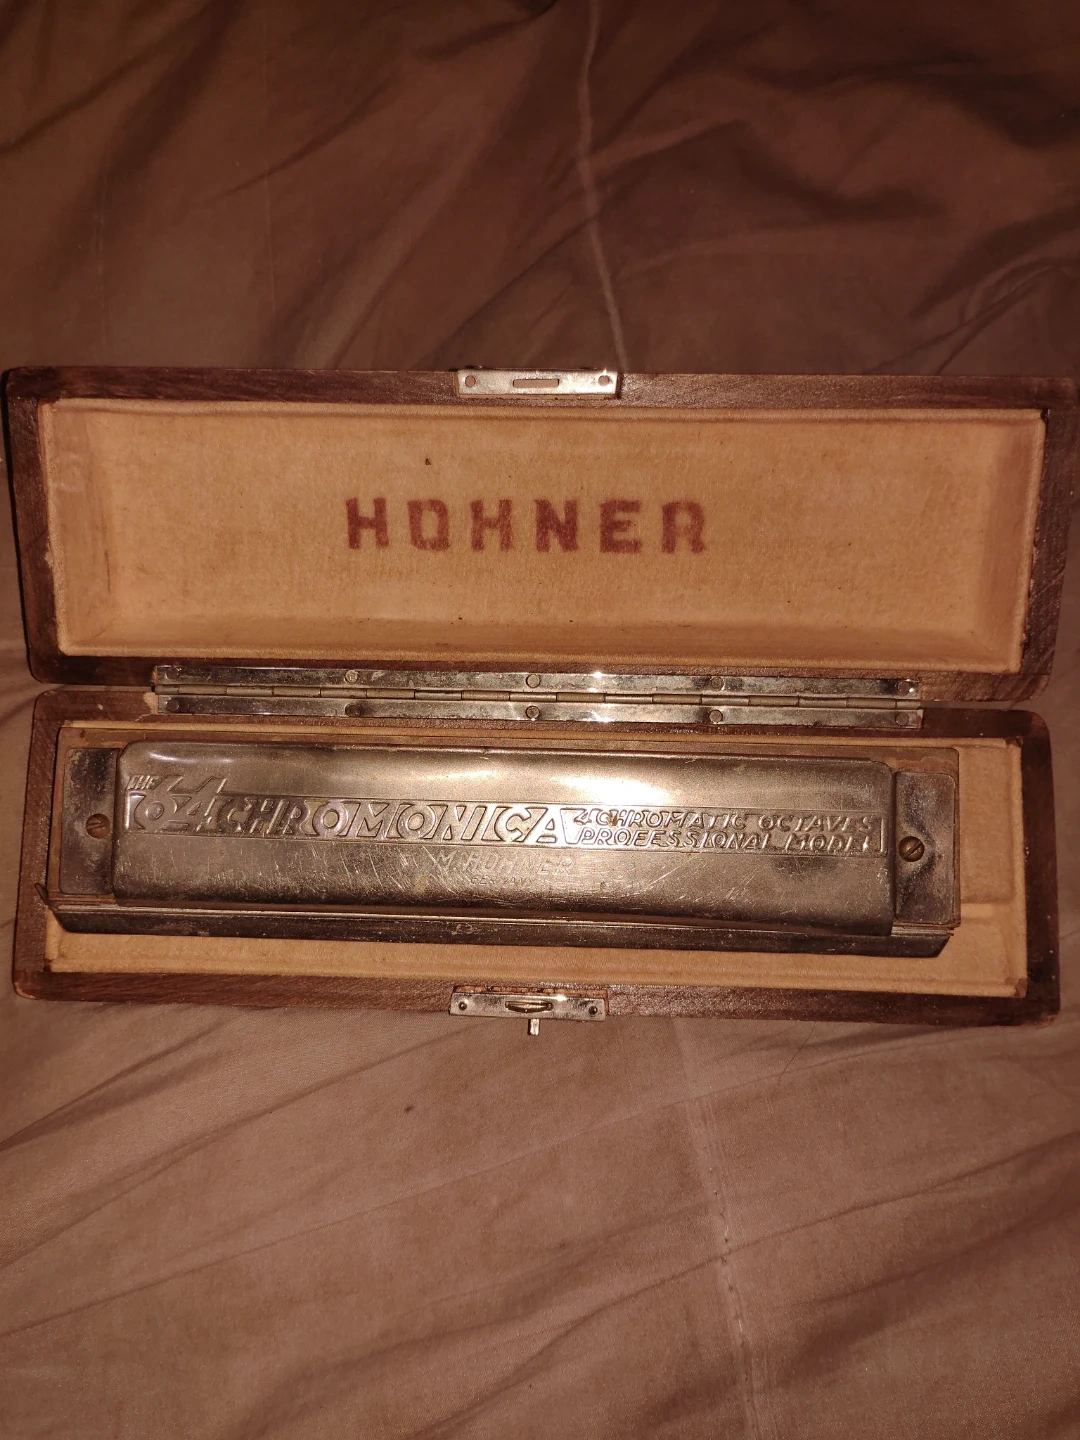 HOHNER
THE 64 CHROMONICA
4 CHROMATIC OCTAVES
PROFESSIONAL MODEL
M. HOHNER